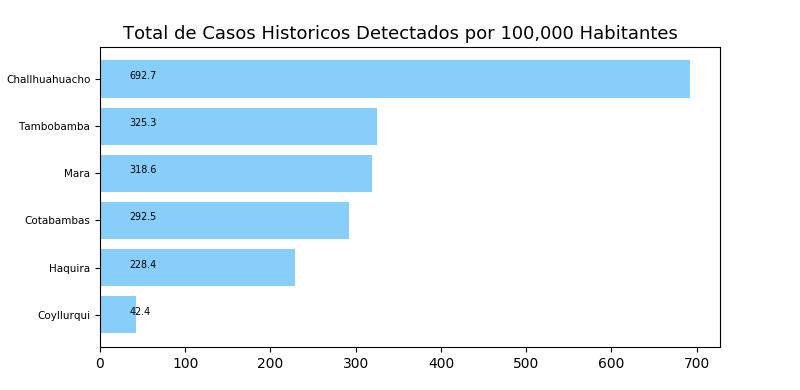 Total de Casos Historicos Detectados por 100,000 Habitantes
Challhuahuacho 692.7
Tambobamba 325.3
Mara 318.6
Cotabambas 292.5
Haquira 228.4
Coyllurqui 42.4
0 100 200 300 400 500 600 700